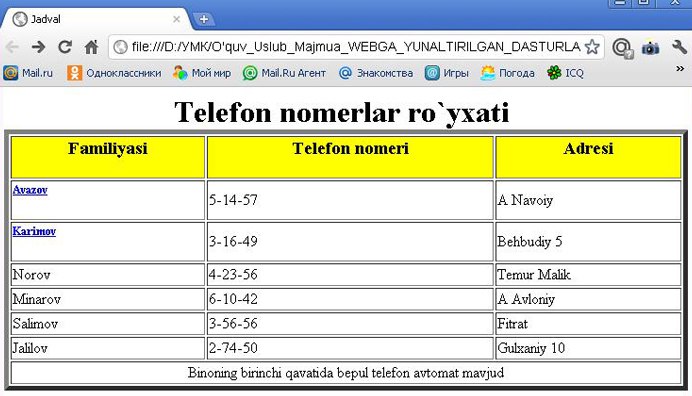 Jadval
file:///D:/УМК/O'quv_Uslub_Majmua_WEBGA_YUNALTIRILGAN_DASTURLA
Mail.ru Одноклассники Мой мир Mail.Ru Агент Знакомства Игры Погода ICQ »
Telefon nomerlar ro`yxati
Familiyasi Telefon nomeri Adresi
Avazov 5-14-57 A Navoiy
Karimov 3-16-49 Behbudiy 5
Norov 4-23-56 Temur Malik
Minarov 6-10-42 A Avloniy
Salimov 3-56-56 Fitrat
Jalilov 2-74-50 Gulxaniy 10
Binoning birinchi qavatida bepul telefon avtomat mavjud